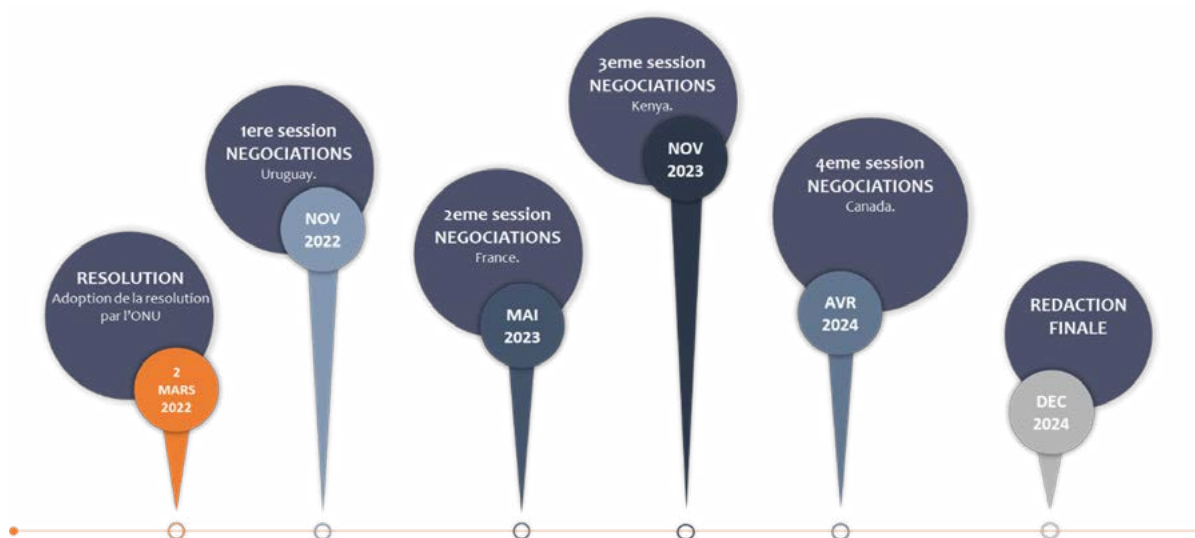 RESOLUTION
Adoption de la resolution
par l'ONU
2
MARS
2022
1ere session
NEGOCIATIONS
Uruguay.
NOV
2022
2eme session
NEGOCIATIONS
France.
MAI
2023
3eme session
NEGOCIATIONS
Kenya.
NOV
2023
4eme session
NEGOCIATIONS
Canada.
AVR
2024
REDACTION
FINALE
DEC
2024